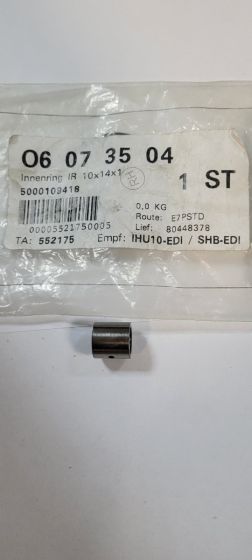 06 07 35 04
Innenring IR 10x14x1
1 ST
5000109418
0,0 KG
Route: E7PSTD
00005521750005
Lief: 80448378
TA: 552175 Empf: IHU10-EDI / SHB-EDI